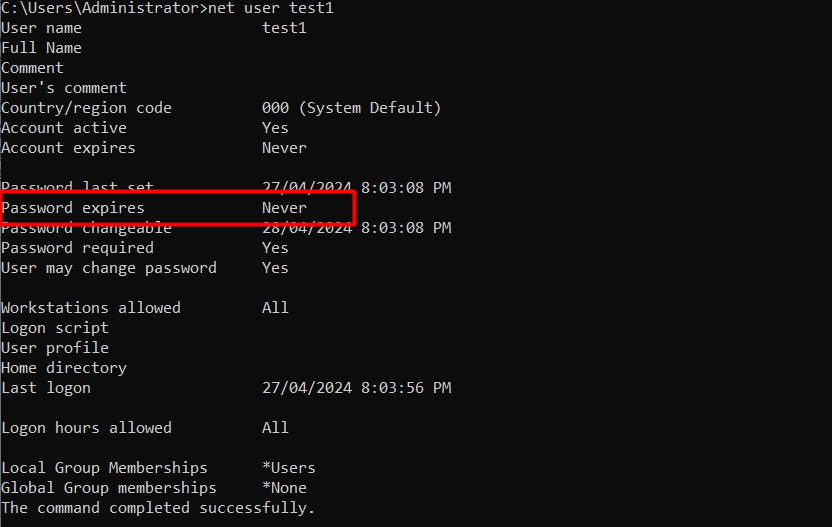 C:\Users\Administrator>net user test1
User name                    test1
Full Name
Comment
User's comment
Country/region code          000 (System Default)
Account active               Yes
Account expires              Never
Password last set            27/04/2024 8:03:08 PM
Password expires             Never
Password changeable          28/04/2024 8:03:08 PM
Password required            Yes
User may change password     Yes
Workstations allowed         All
Logon script
User profile
Home directory
Last logon                   27/04/2024 8:03:56 PM
Logon hours allowed          All
Local Group Memberships      *Users
Global Group memberships     *None
The command completed successfully.